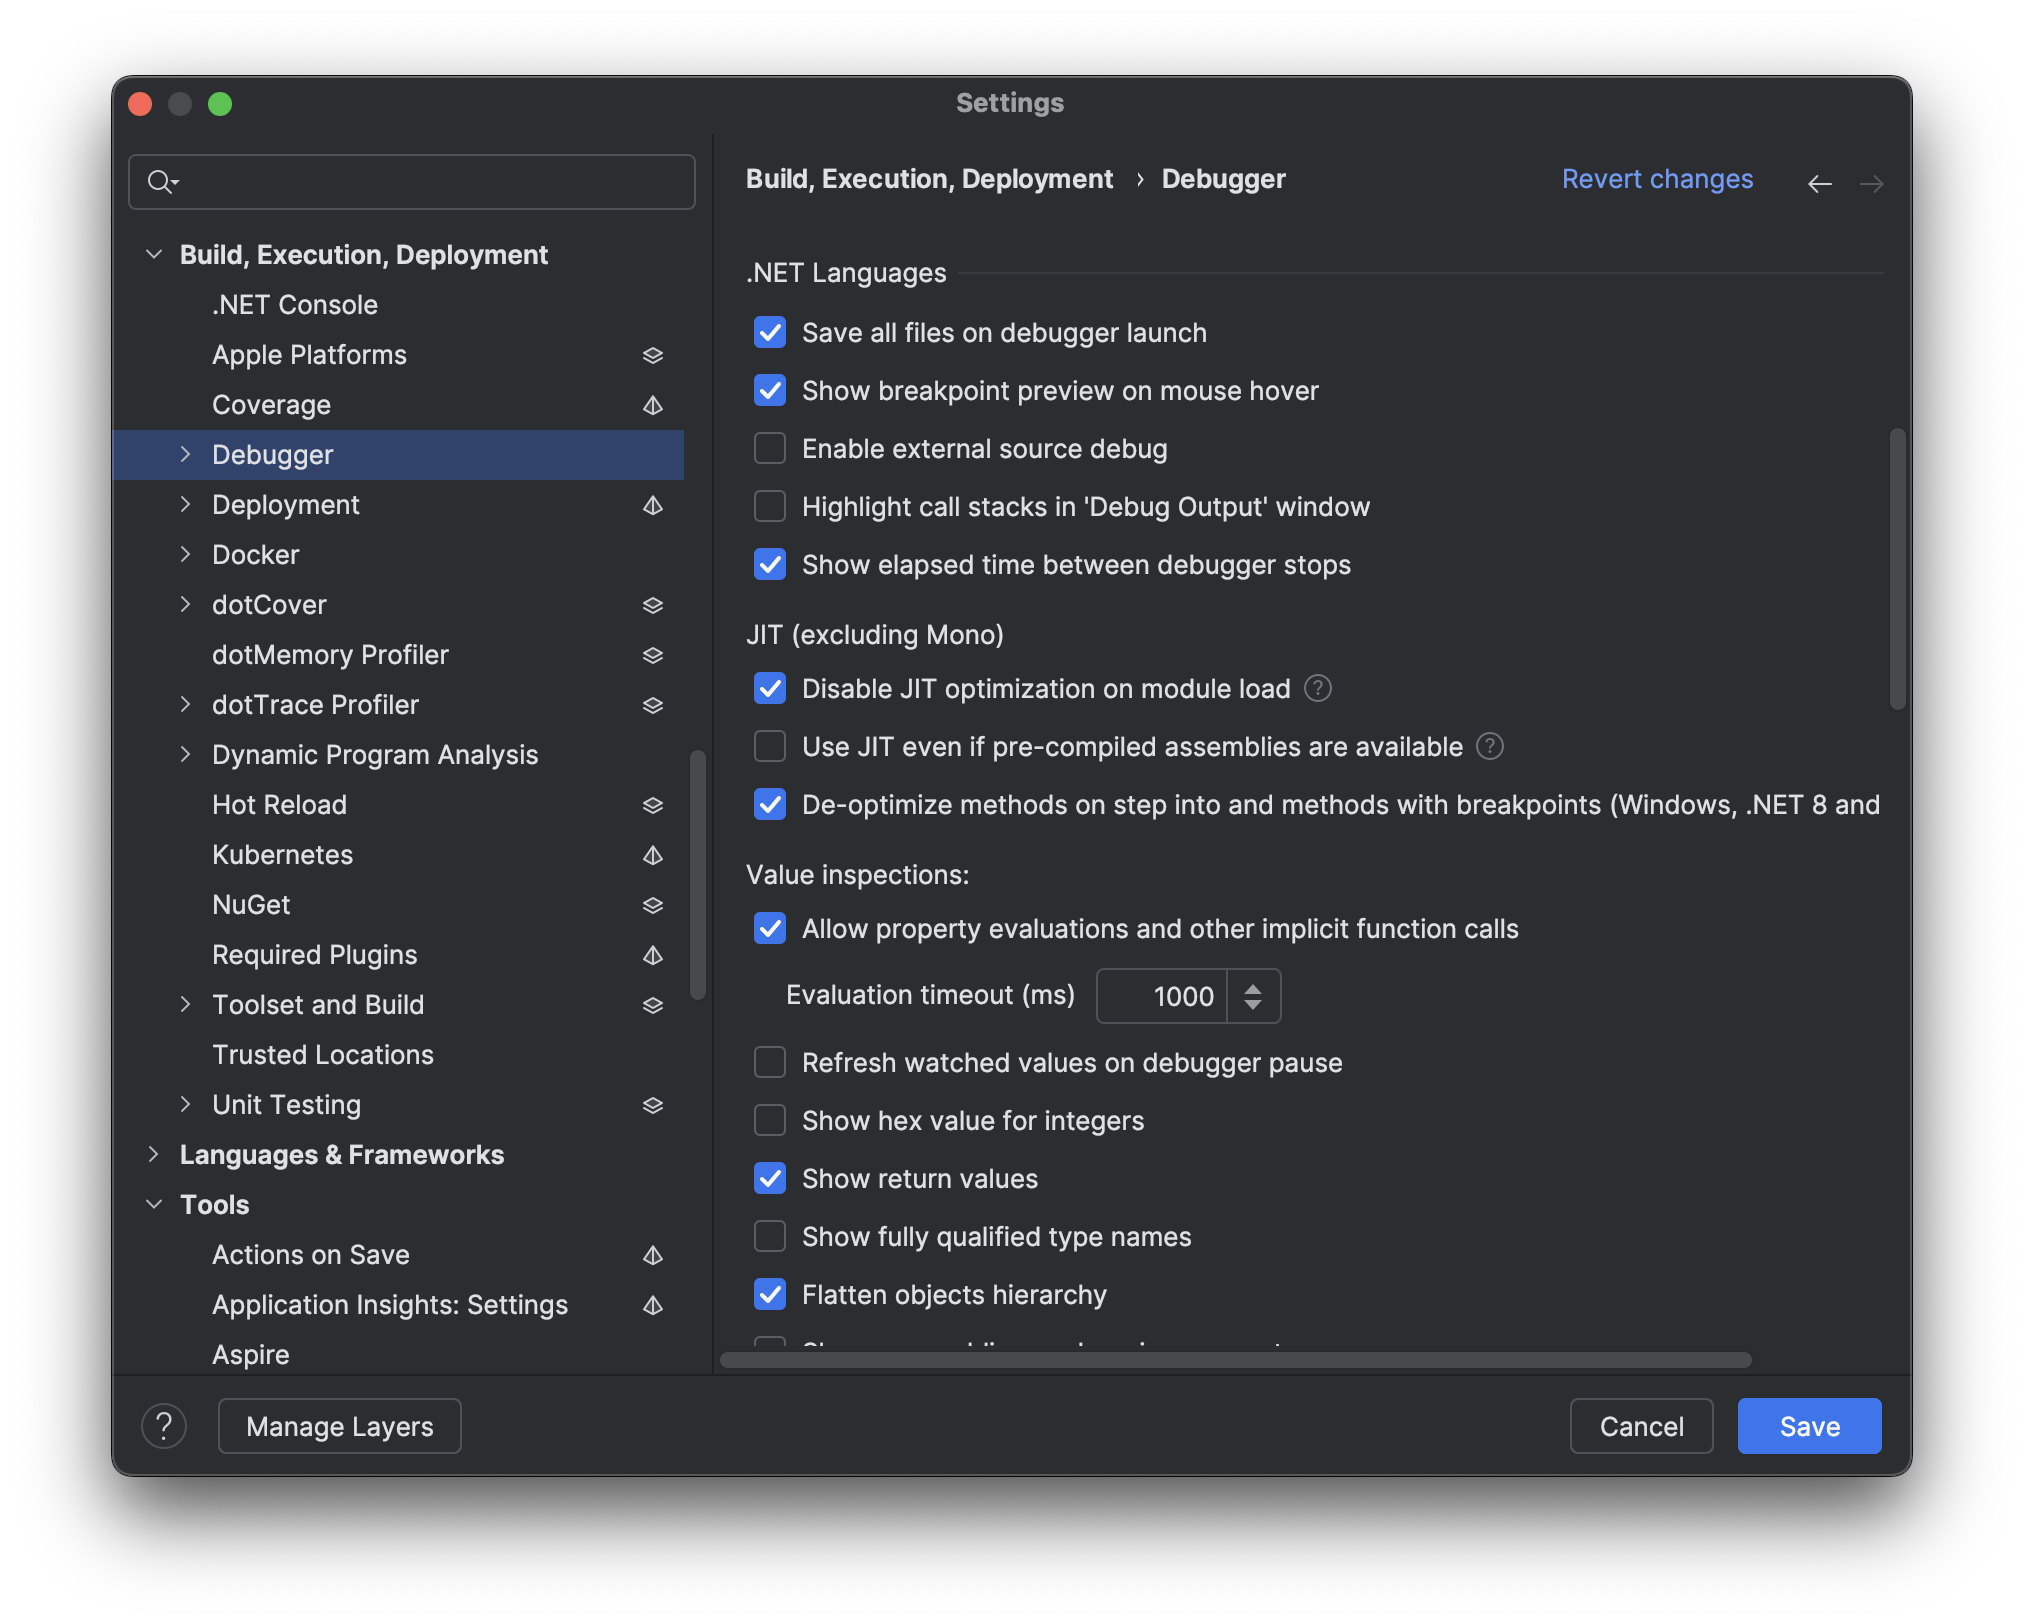 Settings
Build, Execution, Deployment
.NET Console
Apple Platforms
Coverage
Debugger
Deployment
Docker
dotCover
dotMemory Profiler
dotTrace Profiler
Dynamic Program Analysis
Hot Reload
Kubernetes
NuGet
Required Plugins
Toolset and Build
Trusted Locations
Unit Testing
Languages & Frameworks
Tools
Actions on Save
Application Insights: Settings
Aspire
Build, Execution, Deployment › Debugger
Revert changes
.NET Languages
Save all files on debugger launch
Show breakpoint preview on mouse hover
Enable external source debug
Highlight call stacks in 'Debug Output' window
Show elapsed time between debugger stops
JIT (excluding Mono)
Disable JIT optimization on module load ?
Use JIT even if pre-compiled assemblies are available ?
De-optimize methods on step into and methods with breakpoints (Windows, .NET 8 and
Value inspections:
Allow property evaluations and other implicit function calls
Evaluation timeout (ms) 1000
Refresh watched values on debugger pause
Show hex value for integers
Show return values
Show fully qualified type names
Flatten objects hierarchy
? Manage Layers
Cancel Save